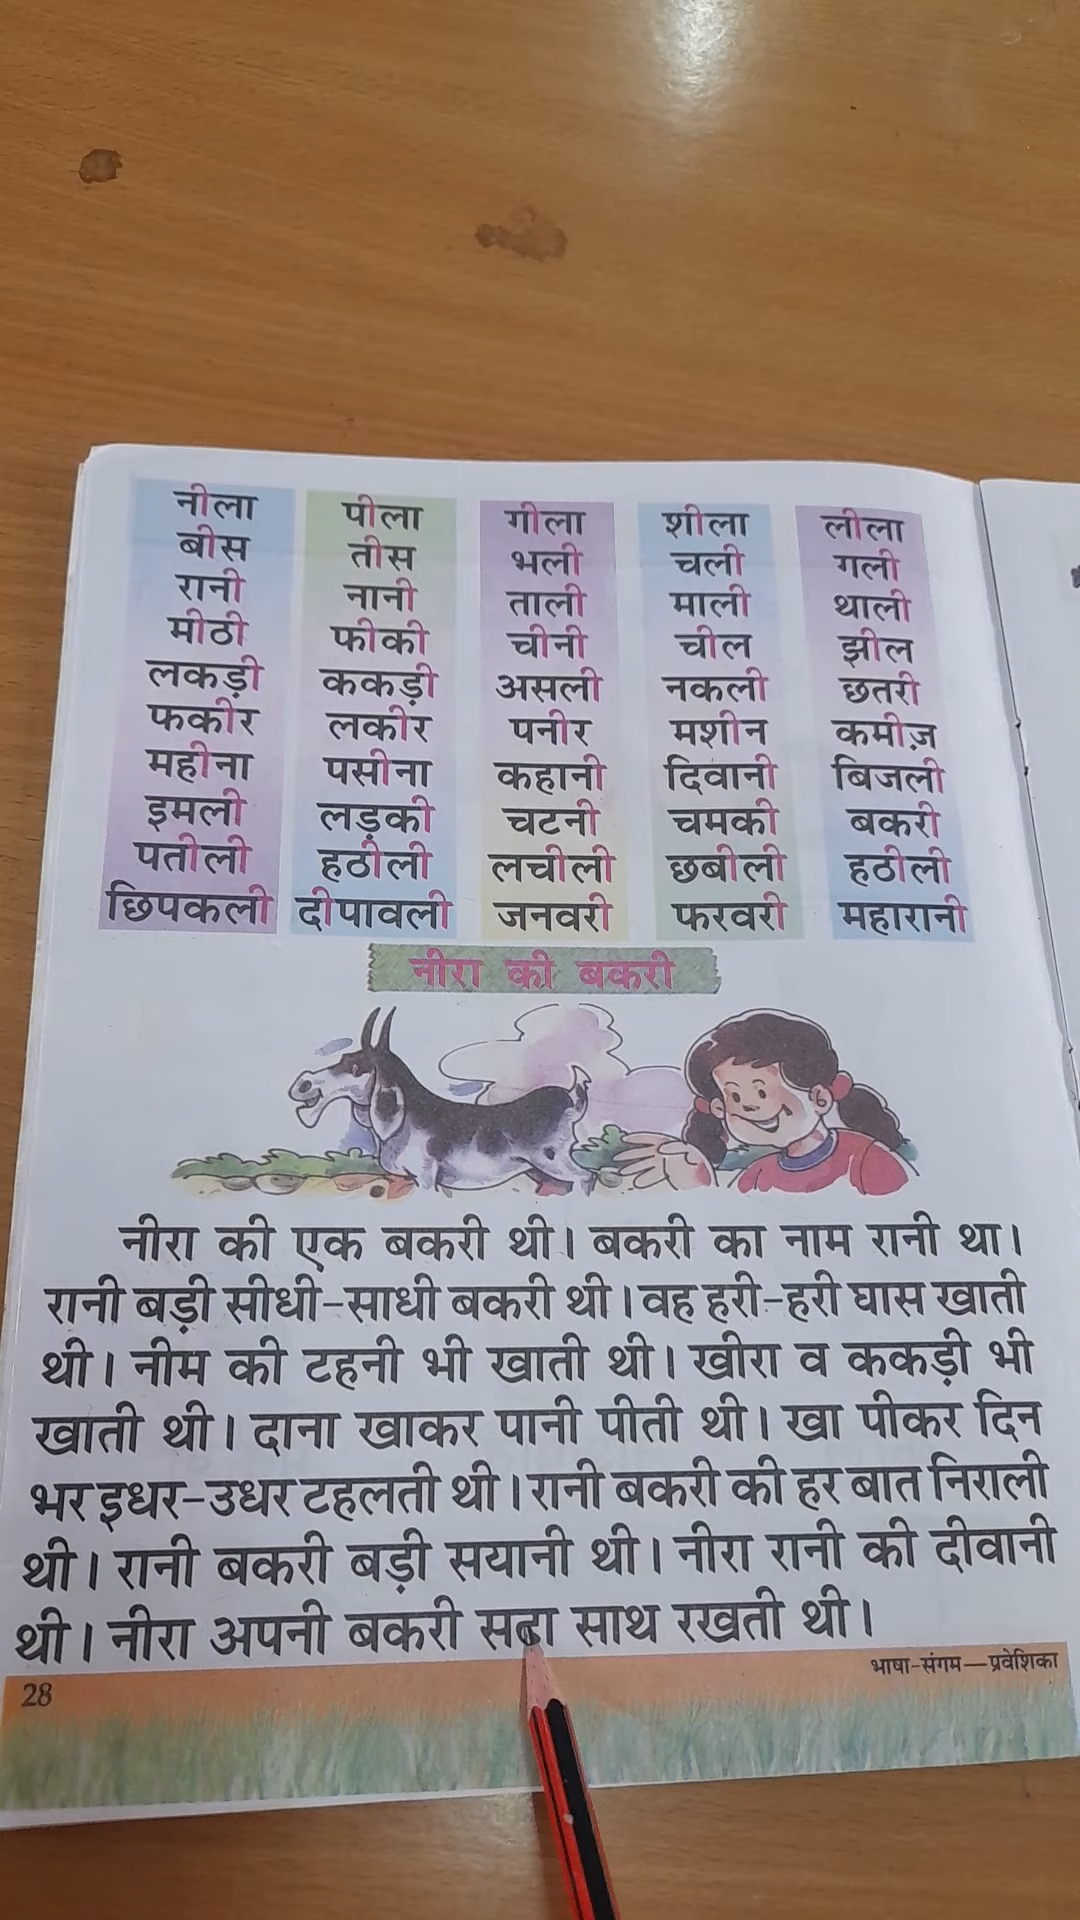 नीला पीला गीला शीला लीला
बीस तीस भली चली गली
रानी नानी ताली माली थाली
मीठी फीकी चीनी चील झील
लकड़ी ककड़ी असली नकली छतरी
फकीर लकीर पनीर मशीन कमीज़
महीना पसीना कहानी दिवानी बिजली
इमली लड़की चटनी चमकी बकरी
पतीली हठीली लचीली छबीली हठीली
छिपकली दीपावली जनवरी फरवरी महारानी
नीरा की बकरी
नीरा की एक बकरी थी। बकरी का नाम रानी था।
रानी बड़ी सीधी-साधी बकरी थी। वह हरी-हरी घास खाती
थी। नीम की टहनी भी खाती थी। खीरा व ककड़ी भी
खाती थी। दाना खाकर पानी पीती थी। खा पीकर दिन
भर इधर-उधर टहलती थी। रानी बकरी की हर बात निराली
थी। रानी बकरी बड़ी सयानी थी। नीरा रानी की दीवानी
थी। नीरा अपनी बकरी सदा साथ रखती थी।
भाषा-संगम—प्रवेशिका
28